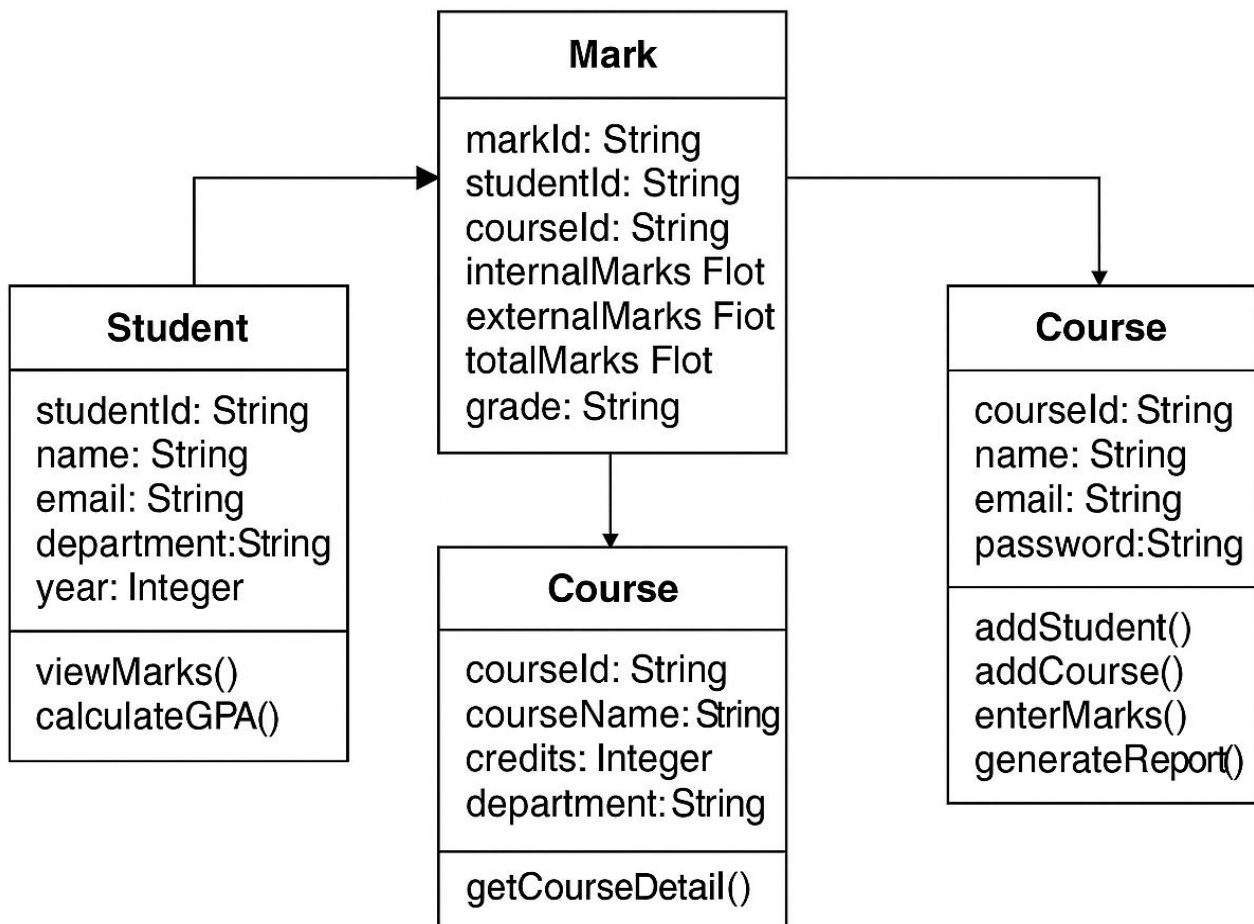 Mark
markId: String
studentId: String
courseId: String
internalMarks Flot
externalMarks Fiot
totalMarks Flot
grade: String
Student
studentId: String
name: String
email: String
department:String
year: Integer
viewMarks()
calculateGPA()
Course
courseId: String
courseName: String
credits: Integer
department: String
getCourseDetail()
Course
courseId: String
name: String
email: String
password:String
addStudent()
addCourse()
enterMarks()
generateReport()